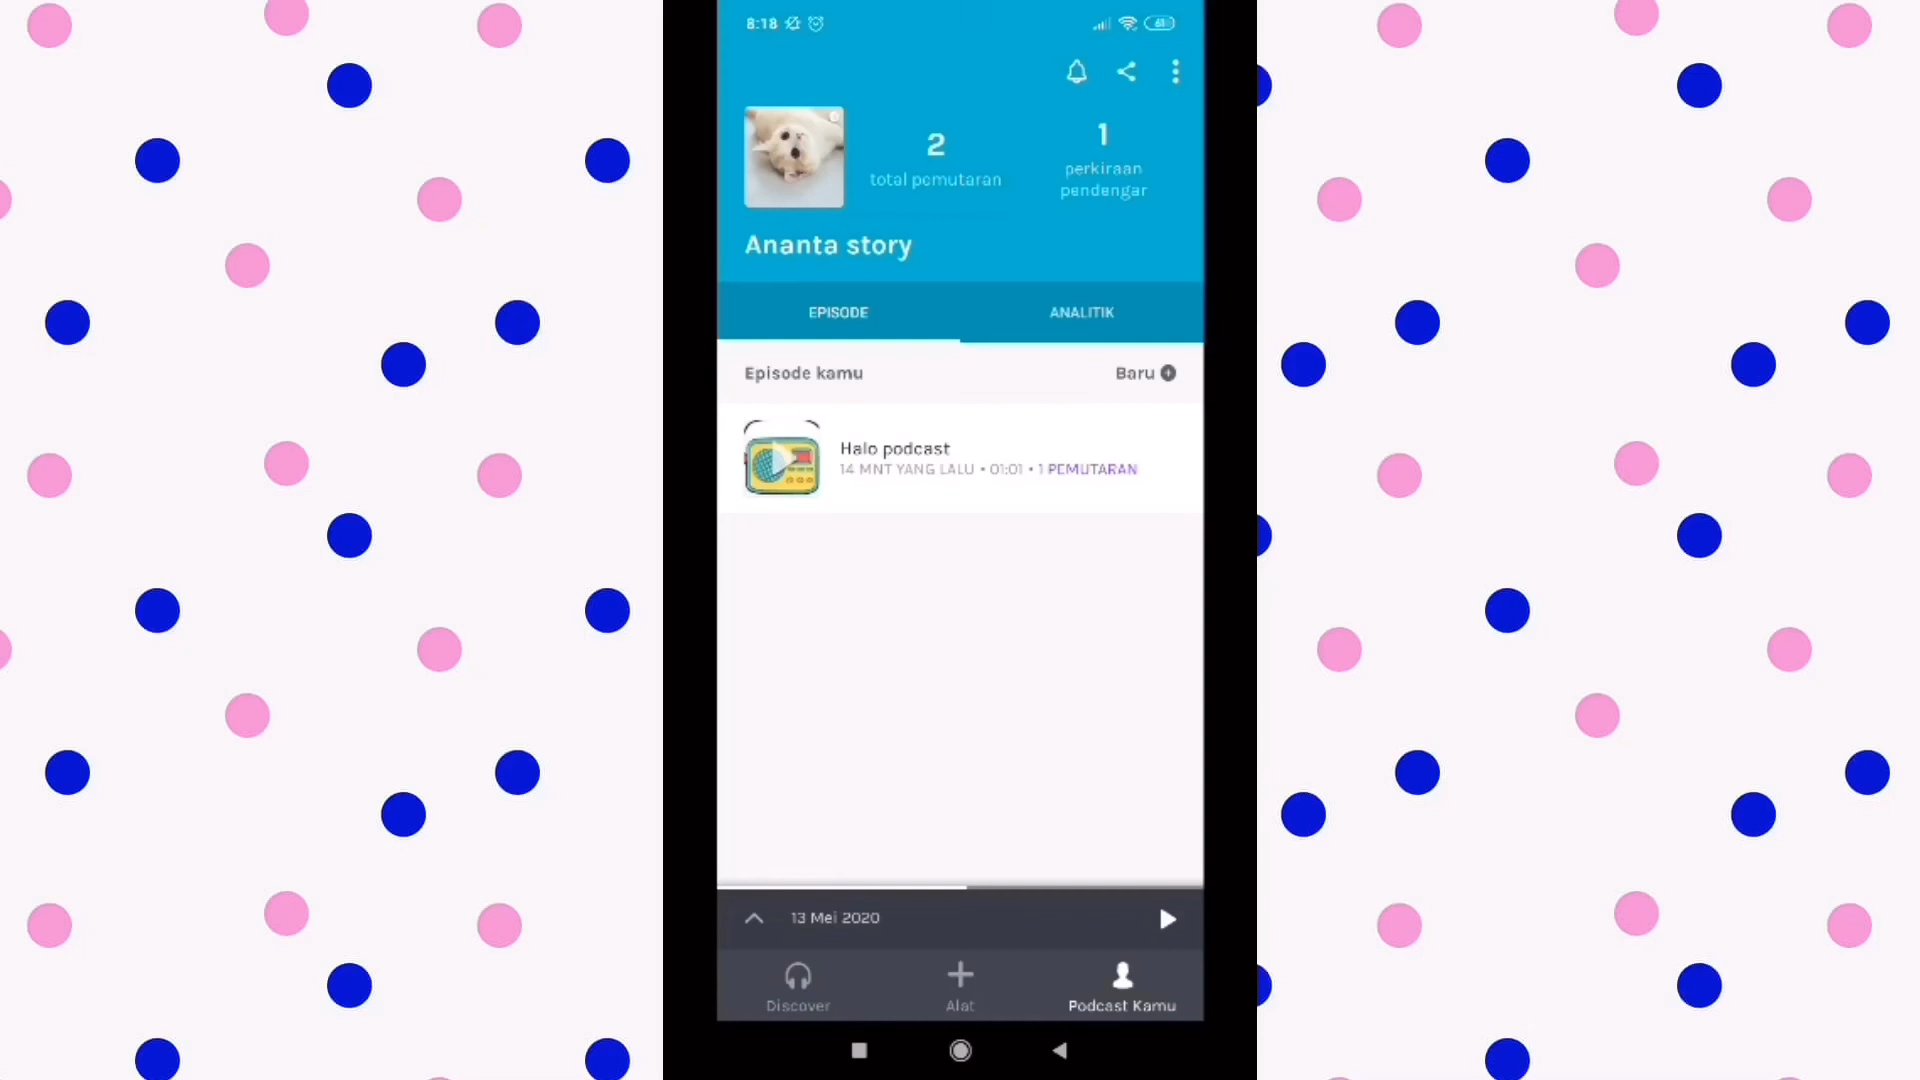 8:18
2
total pemutaran
1
perkiraan
pendengar
Ananta story
EPISODE
ANALITIK
Episode kamu
Baru
Halo podcast
14 MNT YANG LALU • 01:01 • 1 PEMUTARAN
13 Mei 2020
Discover
Alat
Podcast Kamu